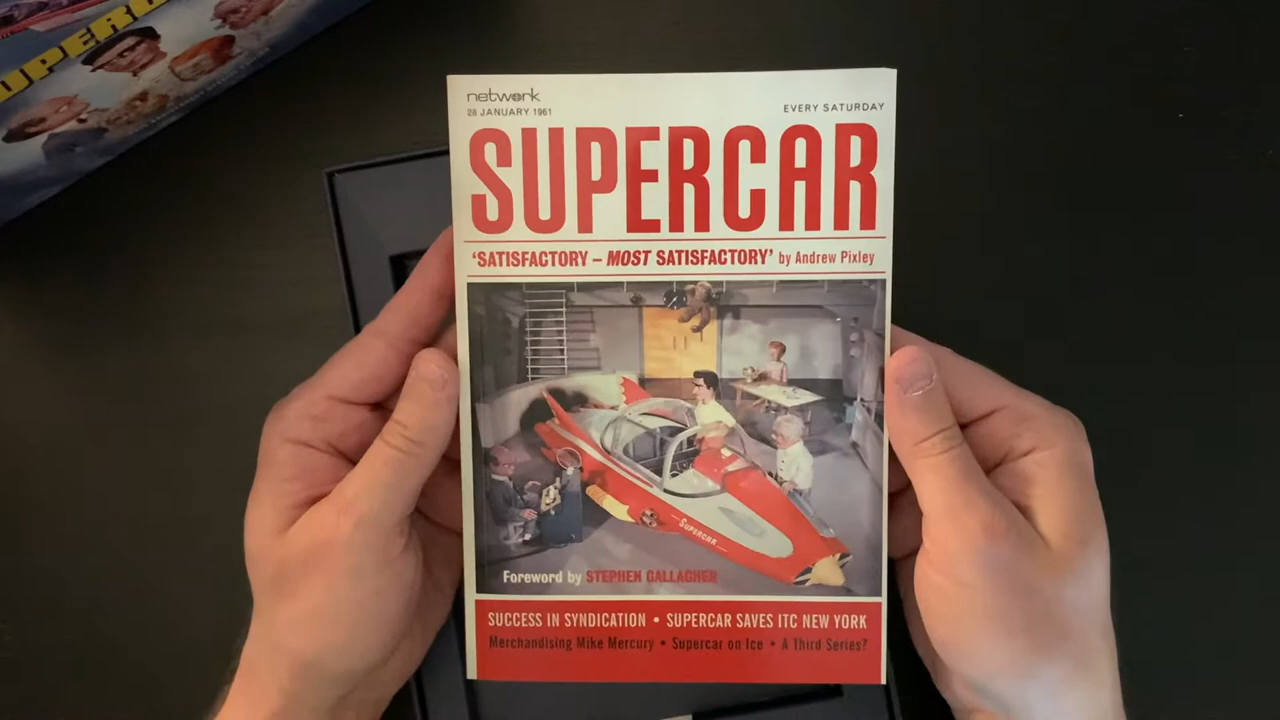 UPERC
network
28 JANUARY 1961
EVERY SATURDAY
SUPERCAR
‘SATISFACTORY – MOST SATISFACTORY’ by Andrew Pixley
SUPERCAR
Foreword by STEPHEN GALLAGHER
SUCCESS IN SYNDICATION • SUPERCAR SAVES ITC NEW YORK
Merchandising Mike Mercury • Supercar on Ice • A Third Series?